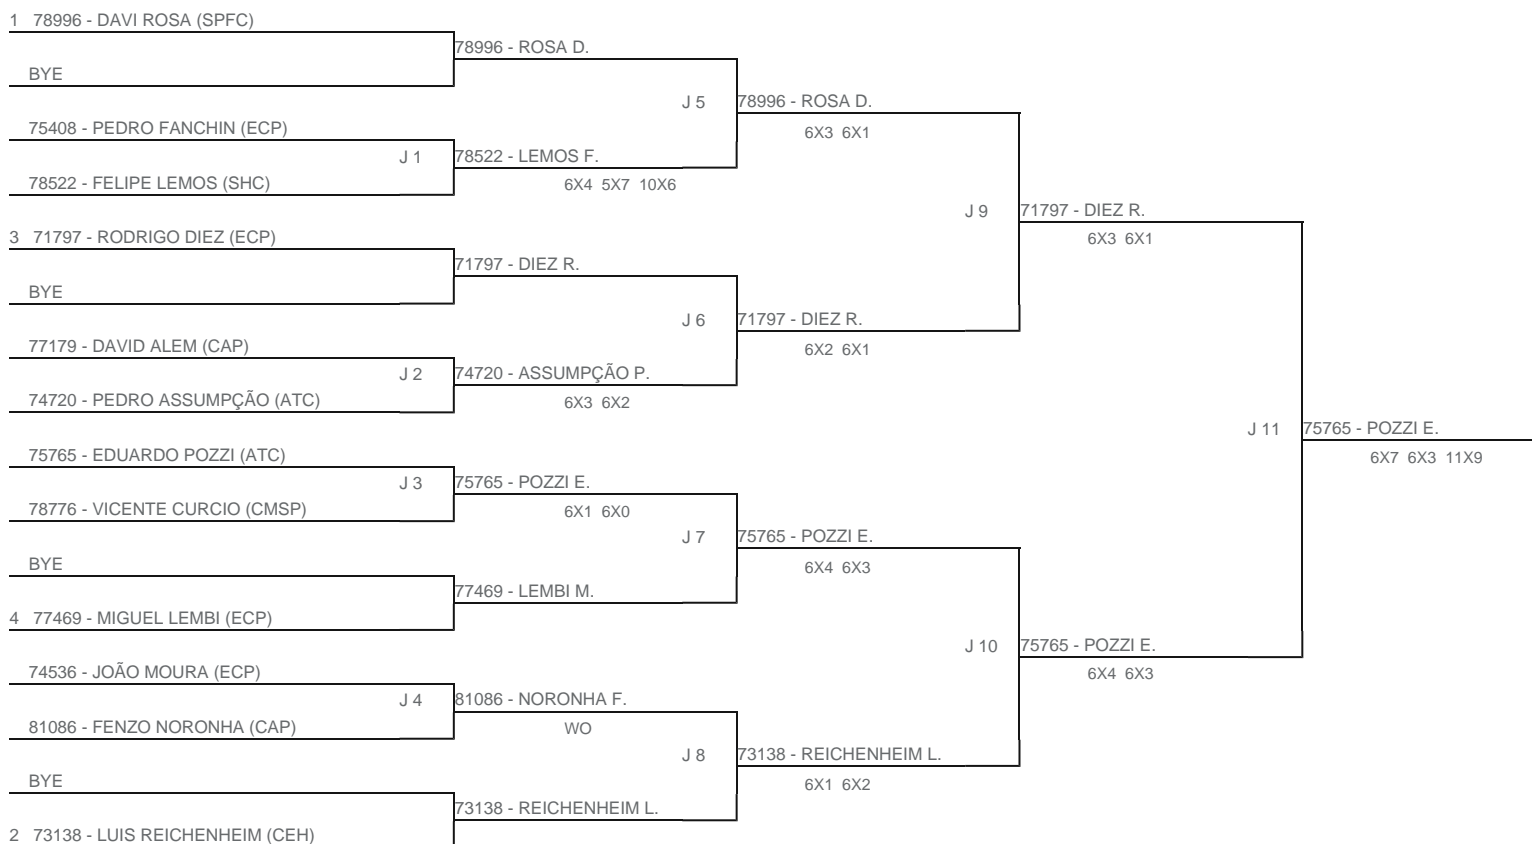 1 78996 - DAVI ROSA (SPFC)
78996 - ROSA D.
BYE
J 5
78996 - ROSA D.
75408 - PEDRO FANCHIN (ECP)
6X3 6X1
J 1
78522 - LEMOS F.
78522 - FELIPE LEMOS (SHC)
6X4 5X7 10X6
J 9
71797 - DIEZ R.
3 71797 - RODRIGO DIEZ (ECP)
6X3 6X1
71797 - DIEZ R.
BYE
J 6
71797 - DIEZ R.
77179 - DAVID ALEM (CAP)
6X2 6X1
J 2
74720 - ASSUMPÇÃO P.
74720 - PEDRO ASSUMPÇÃO (ATC)
6X3 6X2
J 11
75765 - POZZI E.
75765 - EDUARDO POZZI (ATC)
6X7 6X3 11X9
J 3
75765 - POZZI E.
78776 - VICENTE CURCIO (CMSP)
6X1 6X0
J 7
75765 - POZZI E.
BYE
6X4 6X3
77469 - LEMBI M.
4 77469 - MIGUEL LEMBI (ECP)
J 10
75765 - POZZI E.
74536 - JOÃO MOURA (ECP)
6X4 6X3
J 4
81086 - NORONHA F.
81086 - FENZO NORONHA (CAP)
WO
J 8
73138 - REICHENHEIM L.
BYE
6X1 6X2
73138 - REICHENHEIM L.
2 73138 - LUIS REICHENHEIM (CEH)